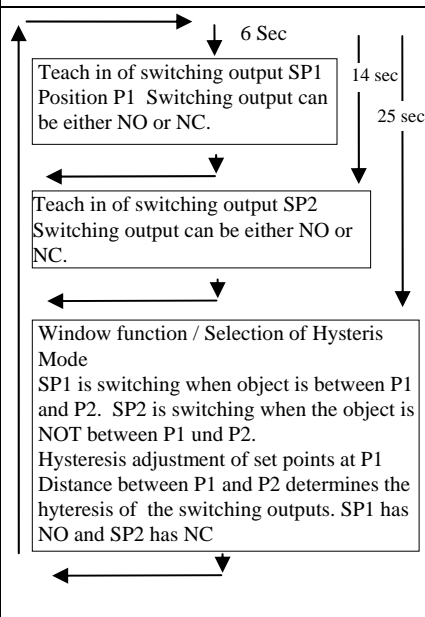 6 Sec
14 sec
25 sec
Teach in of switching output SP1
Position P1  Switching output can
be either NO or NC.
Teach in of switching output SP2
Switching output can be either NO or
NC.
Window function / Selection of Hysteris
Mode
SP1 is switching when object is between P1
and P2.  SP2 is switching when the object is
NOT between P1 und P2.
Hysteresis adjustment of set points at P1
Distance between P1 and P2 determines the
hyteresis of  the switching outputs. SP1 has
NO and SP2 has NC